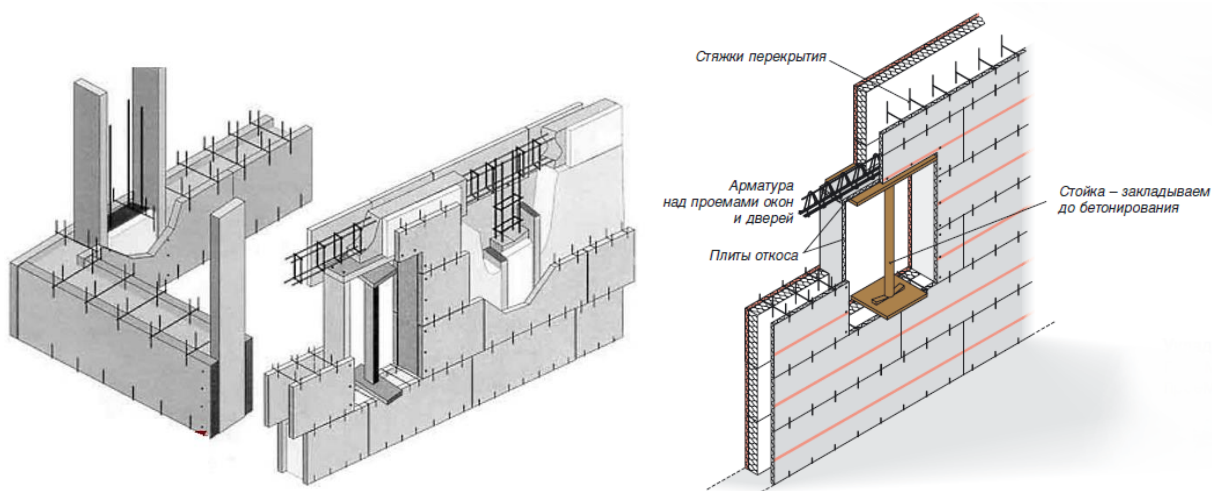 Стяжки перекрытия
Арматура
над проемами окон
и дверей
Плиты откоса
Стойка – закладываем
до бетонирования